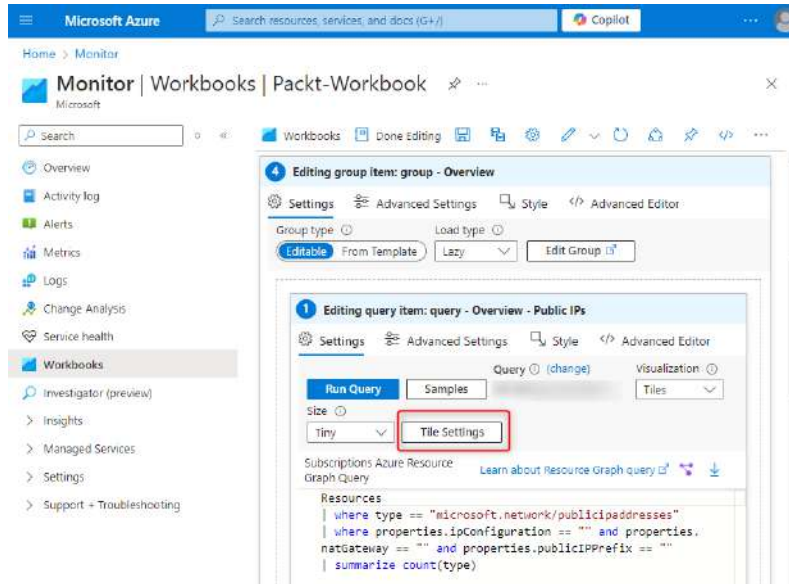 Microsoft Azure
Search resources, services, and docs (G+/)
Copilot
Home > Monitor
Monitor | Workbooks | Packt-Workbook
Microsoft
Search
Workbooks
Done Editing
Overview
Activity log
Alerts
Metrics
Logs
Change Analysis
Service health
Workbooks
Investigator (preview)
Insights
Managed Services
Settings
Support + Troubleshooting
4 Editing group item: group - Overview
Settings Advanced Settings Style Advanced Editor
Group type Load type
Editable From Template Lazy Edit Group
1 Editing query item: query - Overview - Public IPs
Settings Advanced Settings Style Advanced Editor
Query (change) Visualization
Run Query Samples Tiles
Size
Tiny Tile Settings
Subscriptions Azure Resource
Graph Query
Learn about Resource Graph query
Resources
| where type == "microsoft.network/publicipaddresses"
| where properties.ipConfiguration == "" and properties.
natGateway == "" and properties.publicIPPrefix == ""
| summarize count(type)